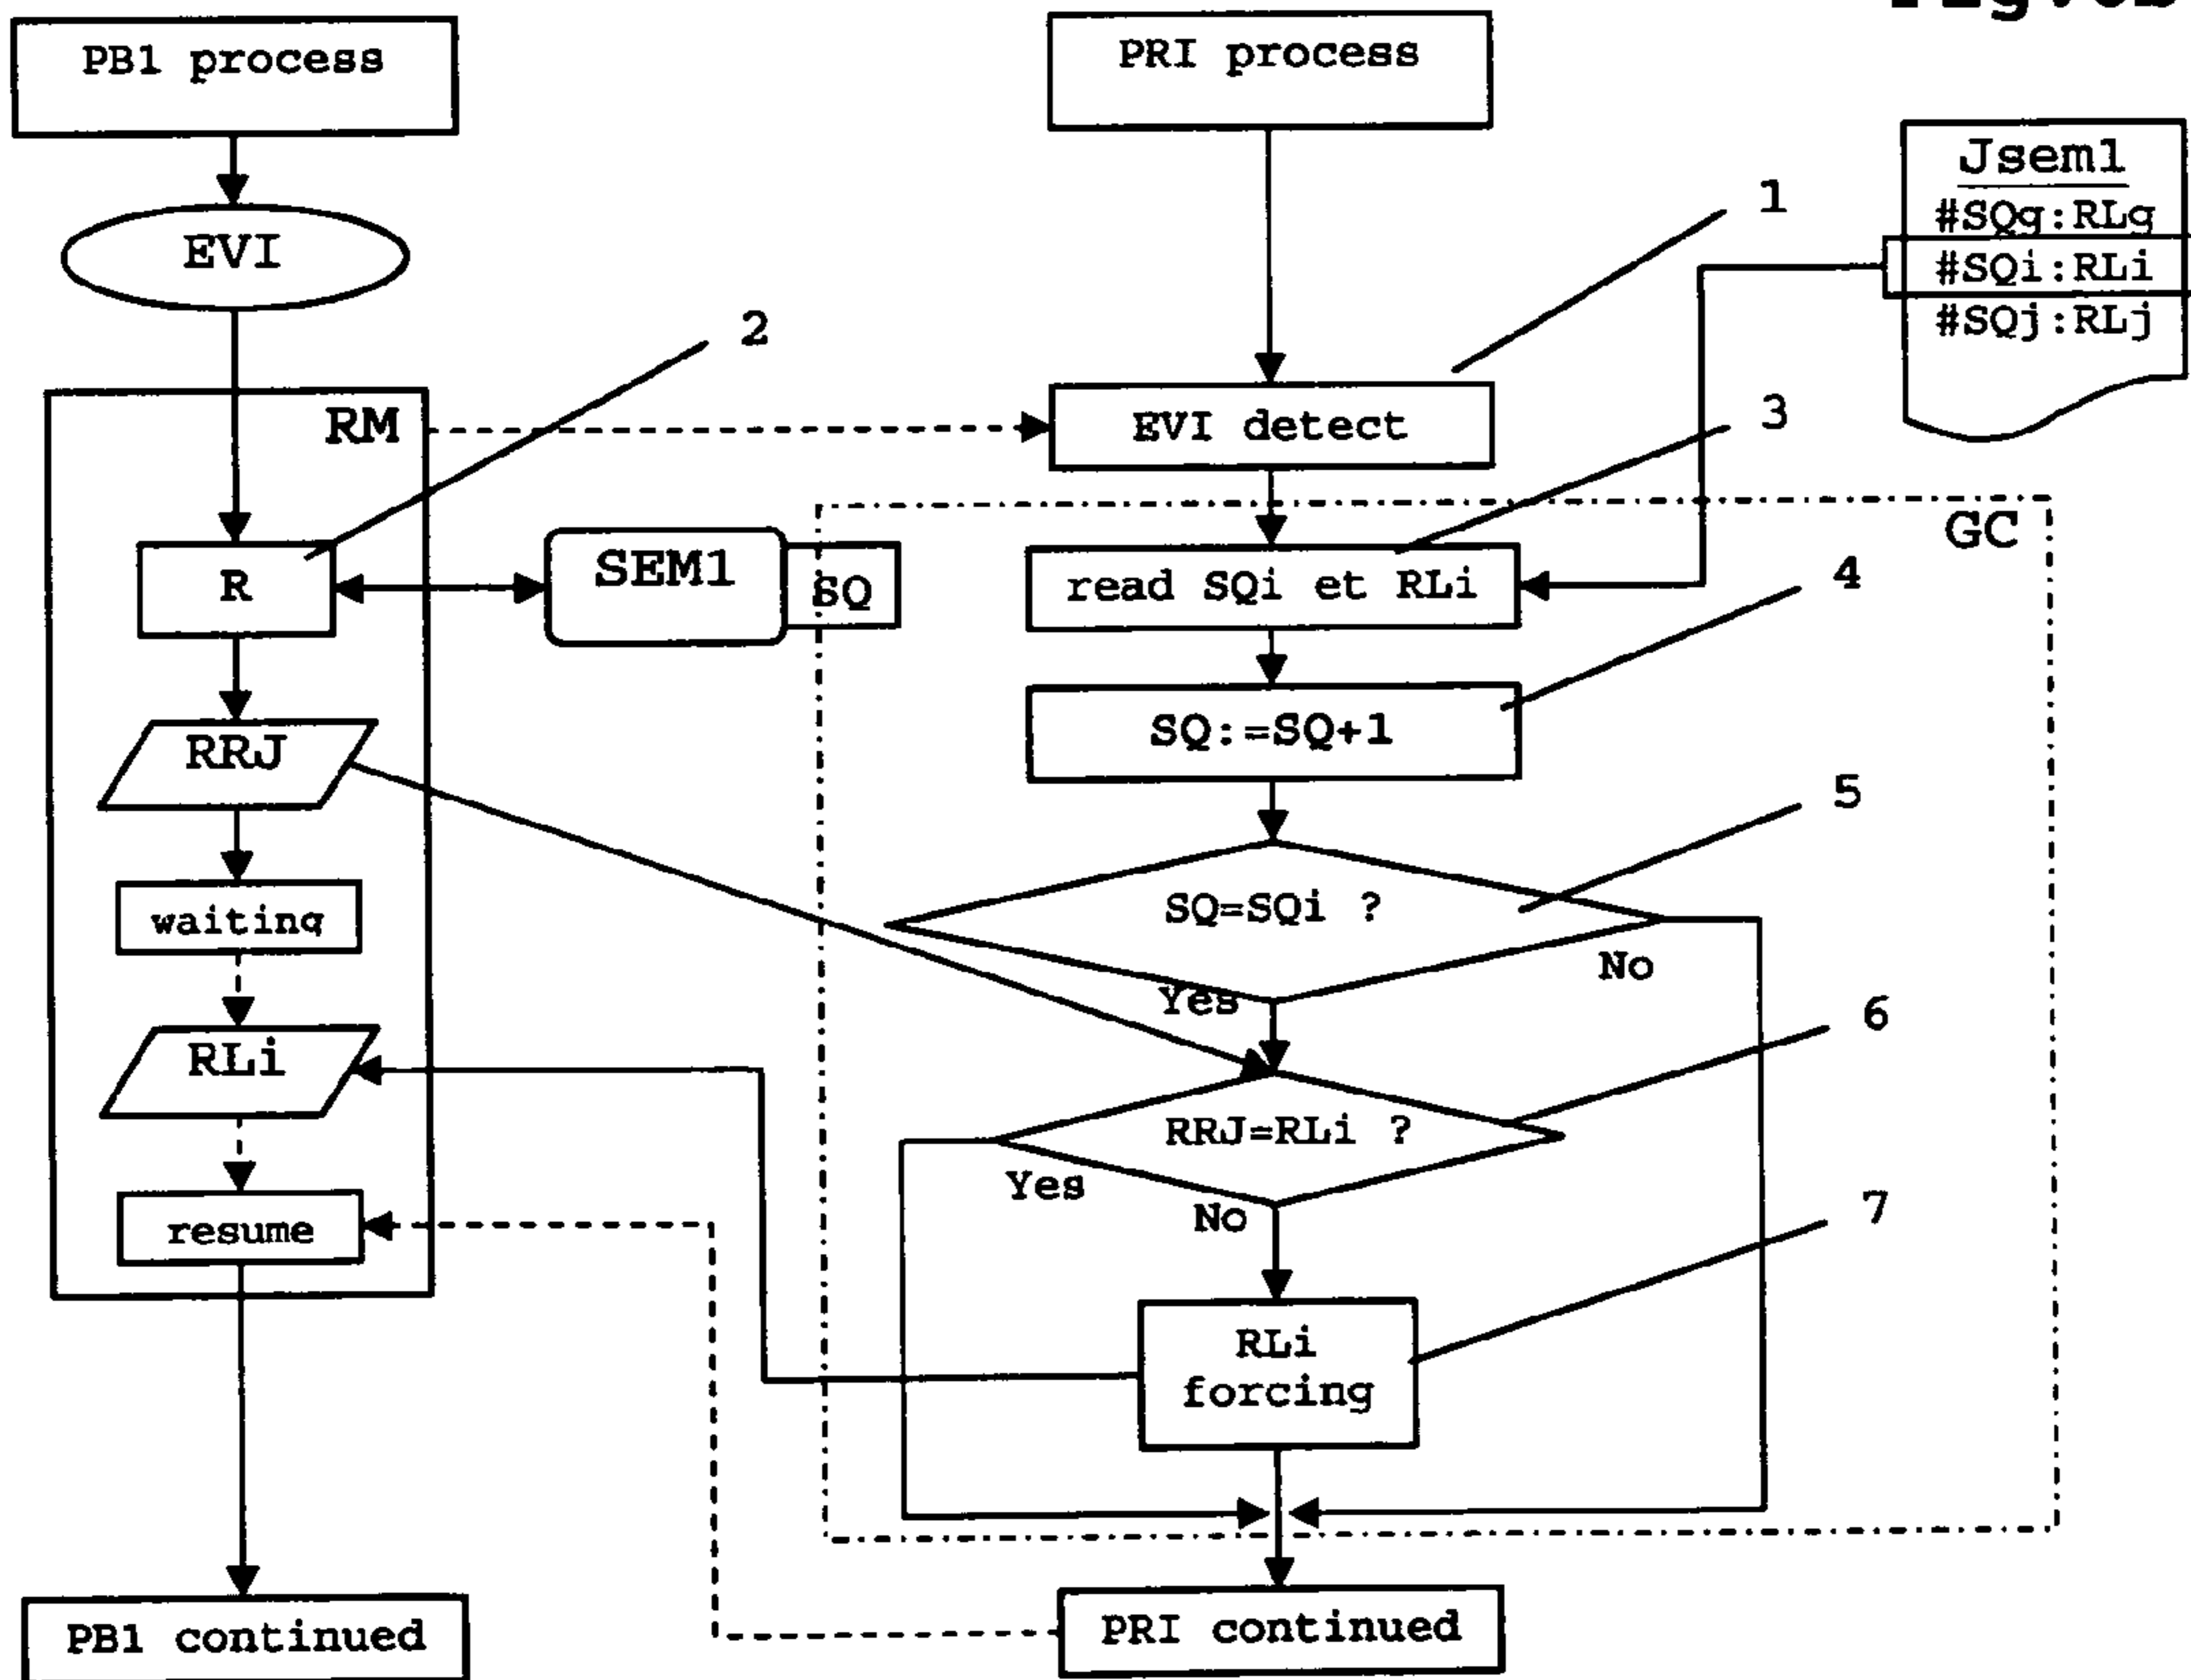 PB1 process
PRI process
EVI
Jsem1
#SQg:RLg
#SQi:RLi
#SQj:RLj
1
2
RM
EVI detect
3
GC
R
SEM1
SQ
read SQi et RLi
4
RRJ
SQ:=SQ+1
5
waiting
SQ=SQi ?
No
Yes
6
RLi
RRJ=RLi ?
Yes
No
7
resume
RLi
forcing
PB1 continued
PRI continued